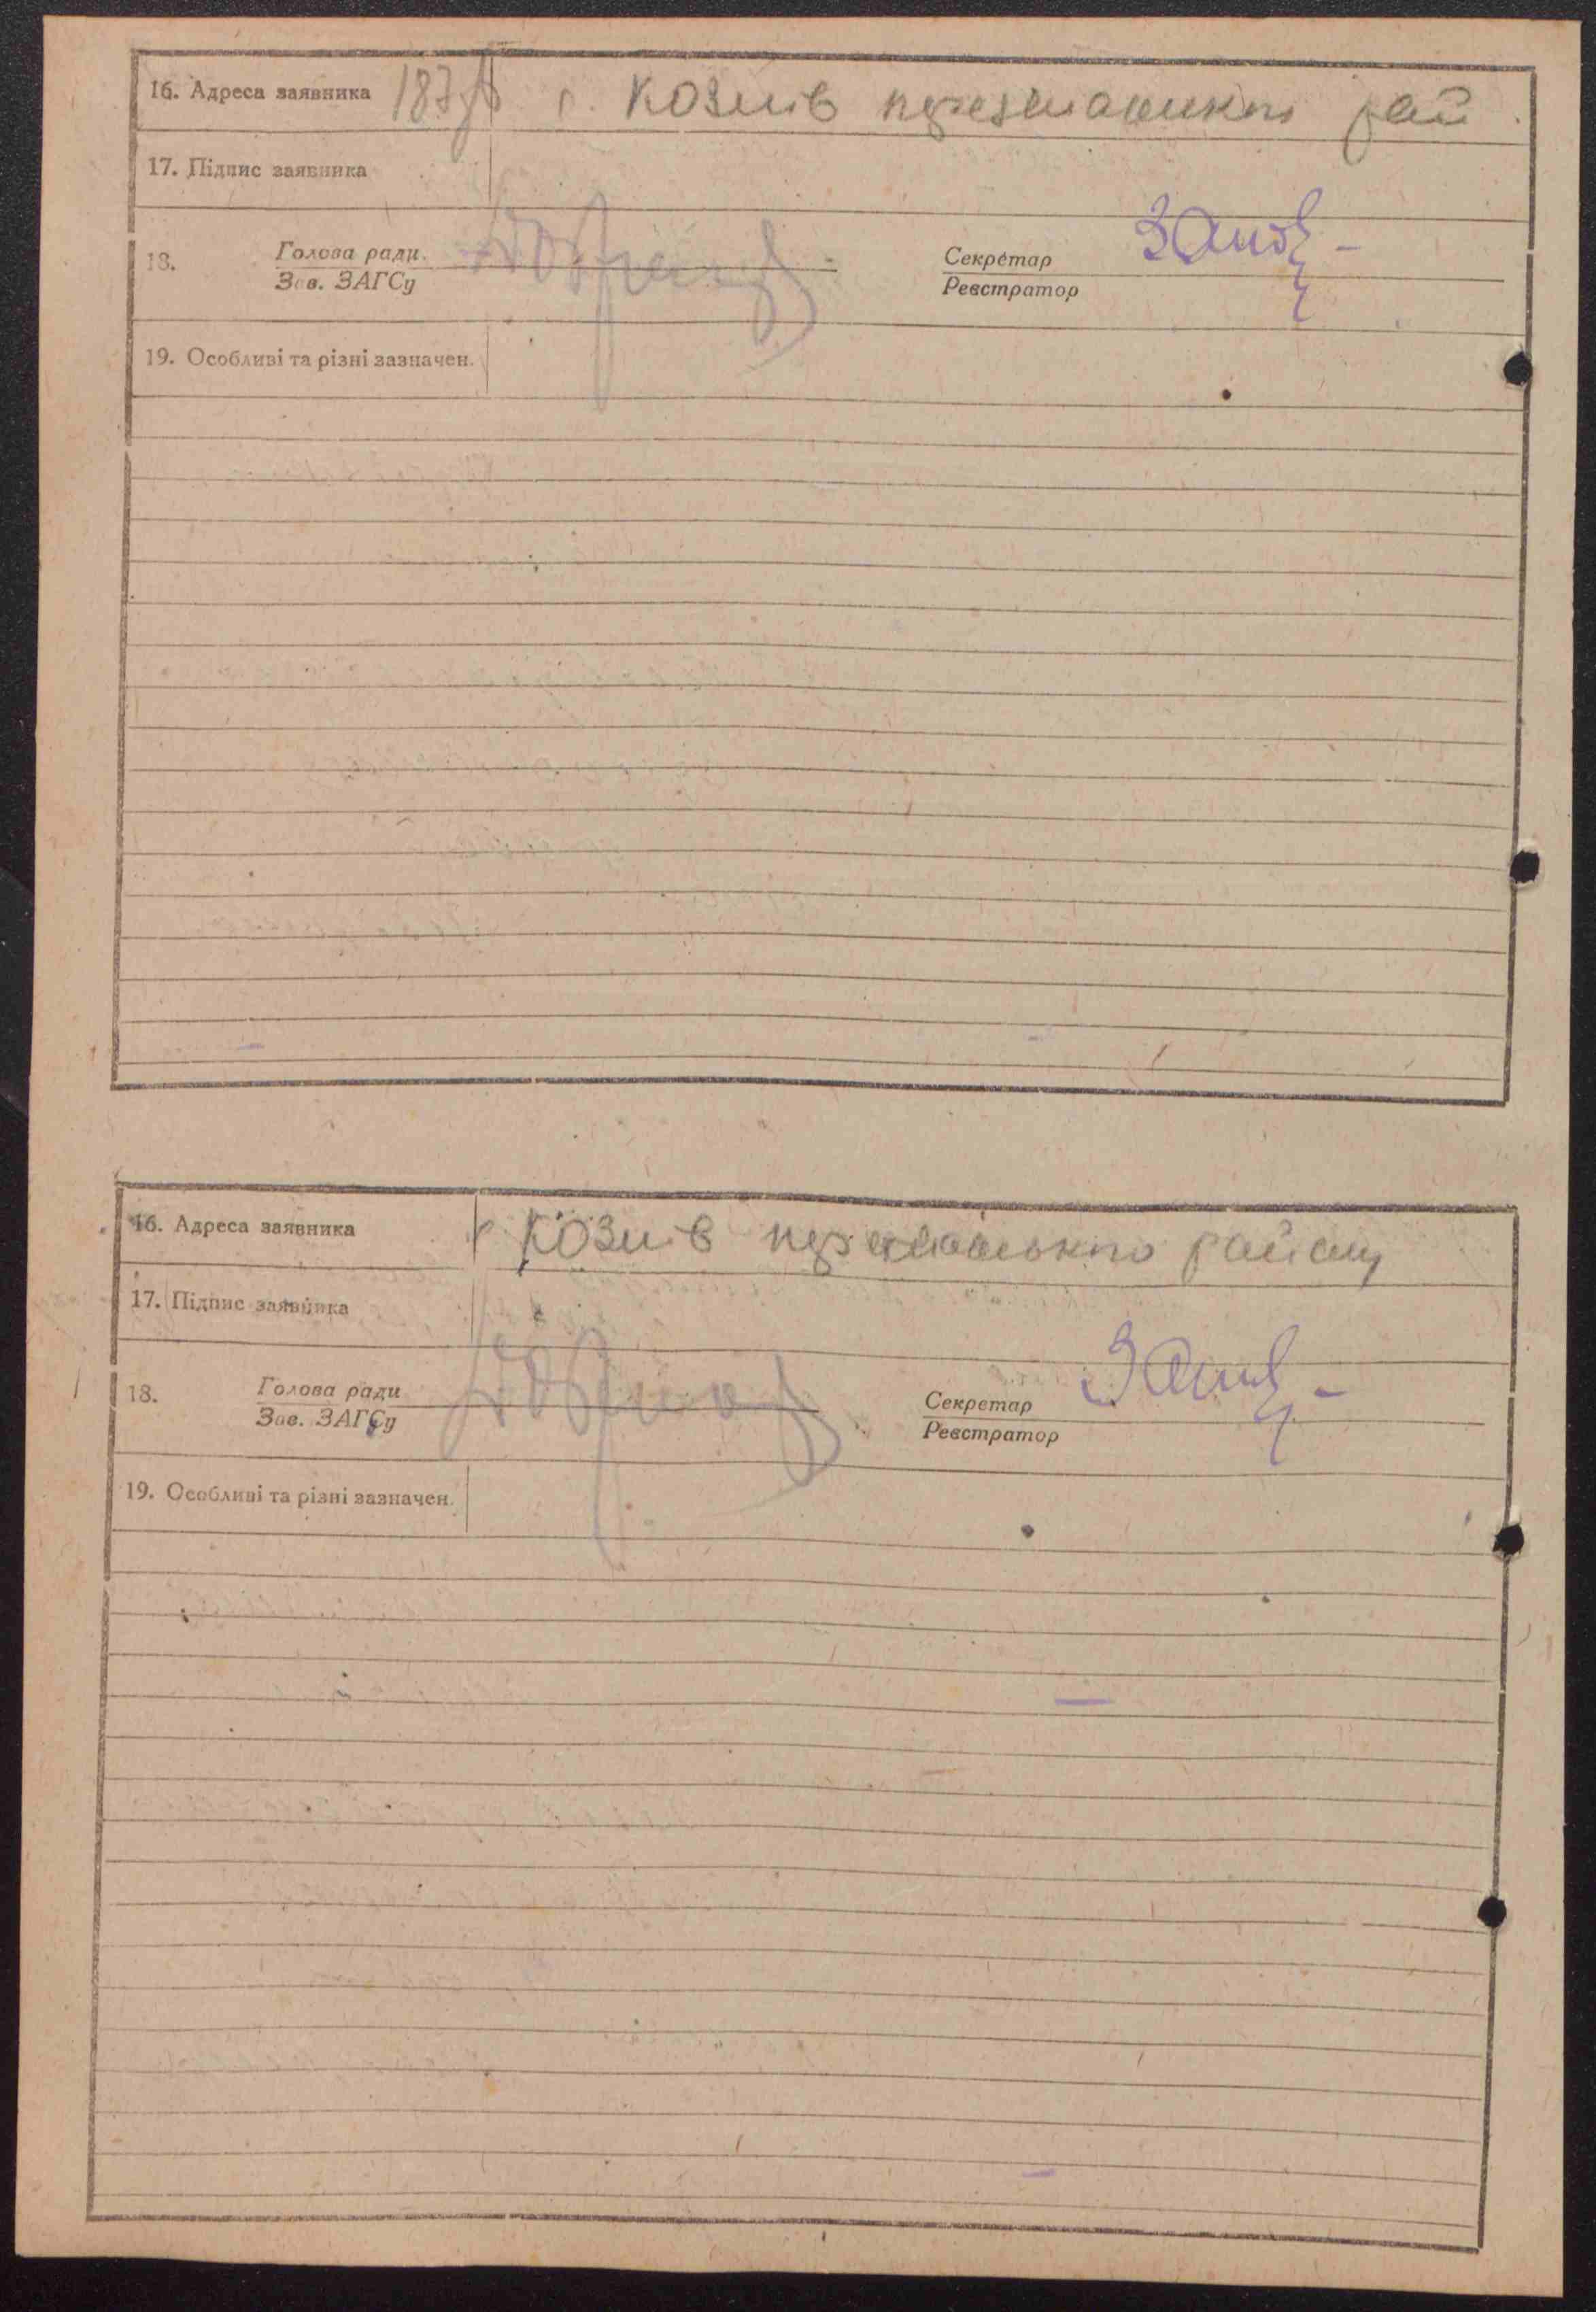 16. Адреса заявника 187 с. Козлів
17. Підпис заявника
18. Голова ради Секретар
Зав. ЗАГСу Реєстратор
19. Особливі та різні зазначен.
16. Адреса заявника с Козлів району
17. Підпис заявника
18. Голова ради Секретар
Зав. ЗАГСу Реєстратор
19. Особливі та різні зазначен.